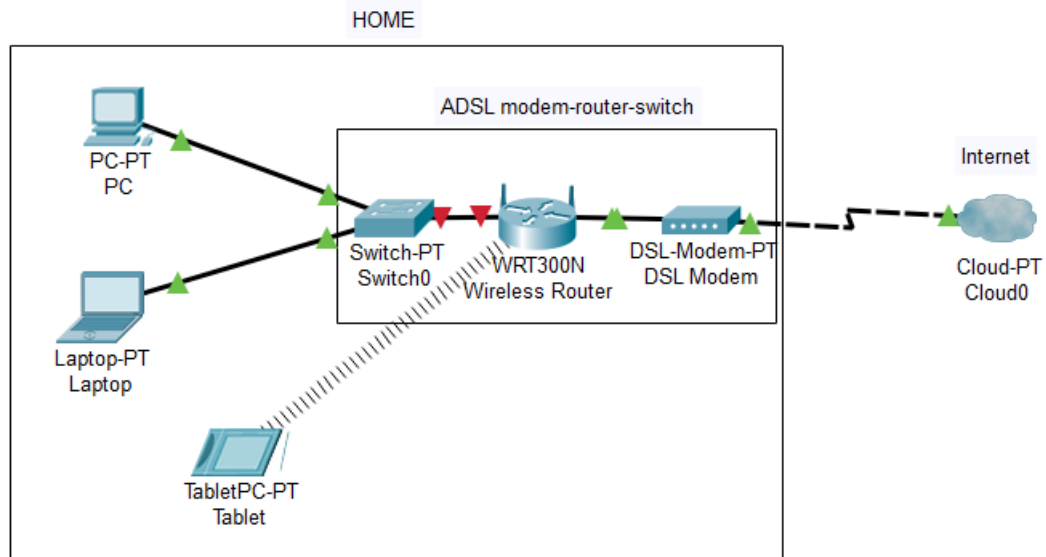 HOME
ADSL modem-router-switch
PC-PT
PC
Internet
Switch-PT
Switch0
WRT300N
Wireless Router
DSL-Modem-PT
DSL Modem
Cloud-PT
Cloud0
Laptop-PT
Laptop
TabletPC-PT
Tablet